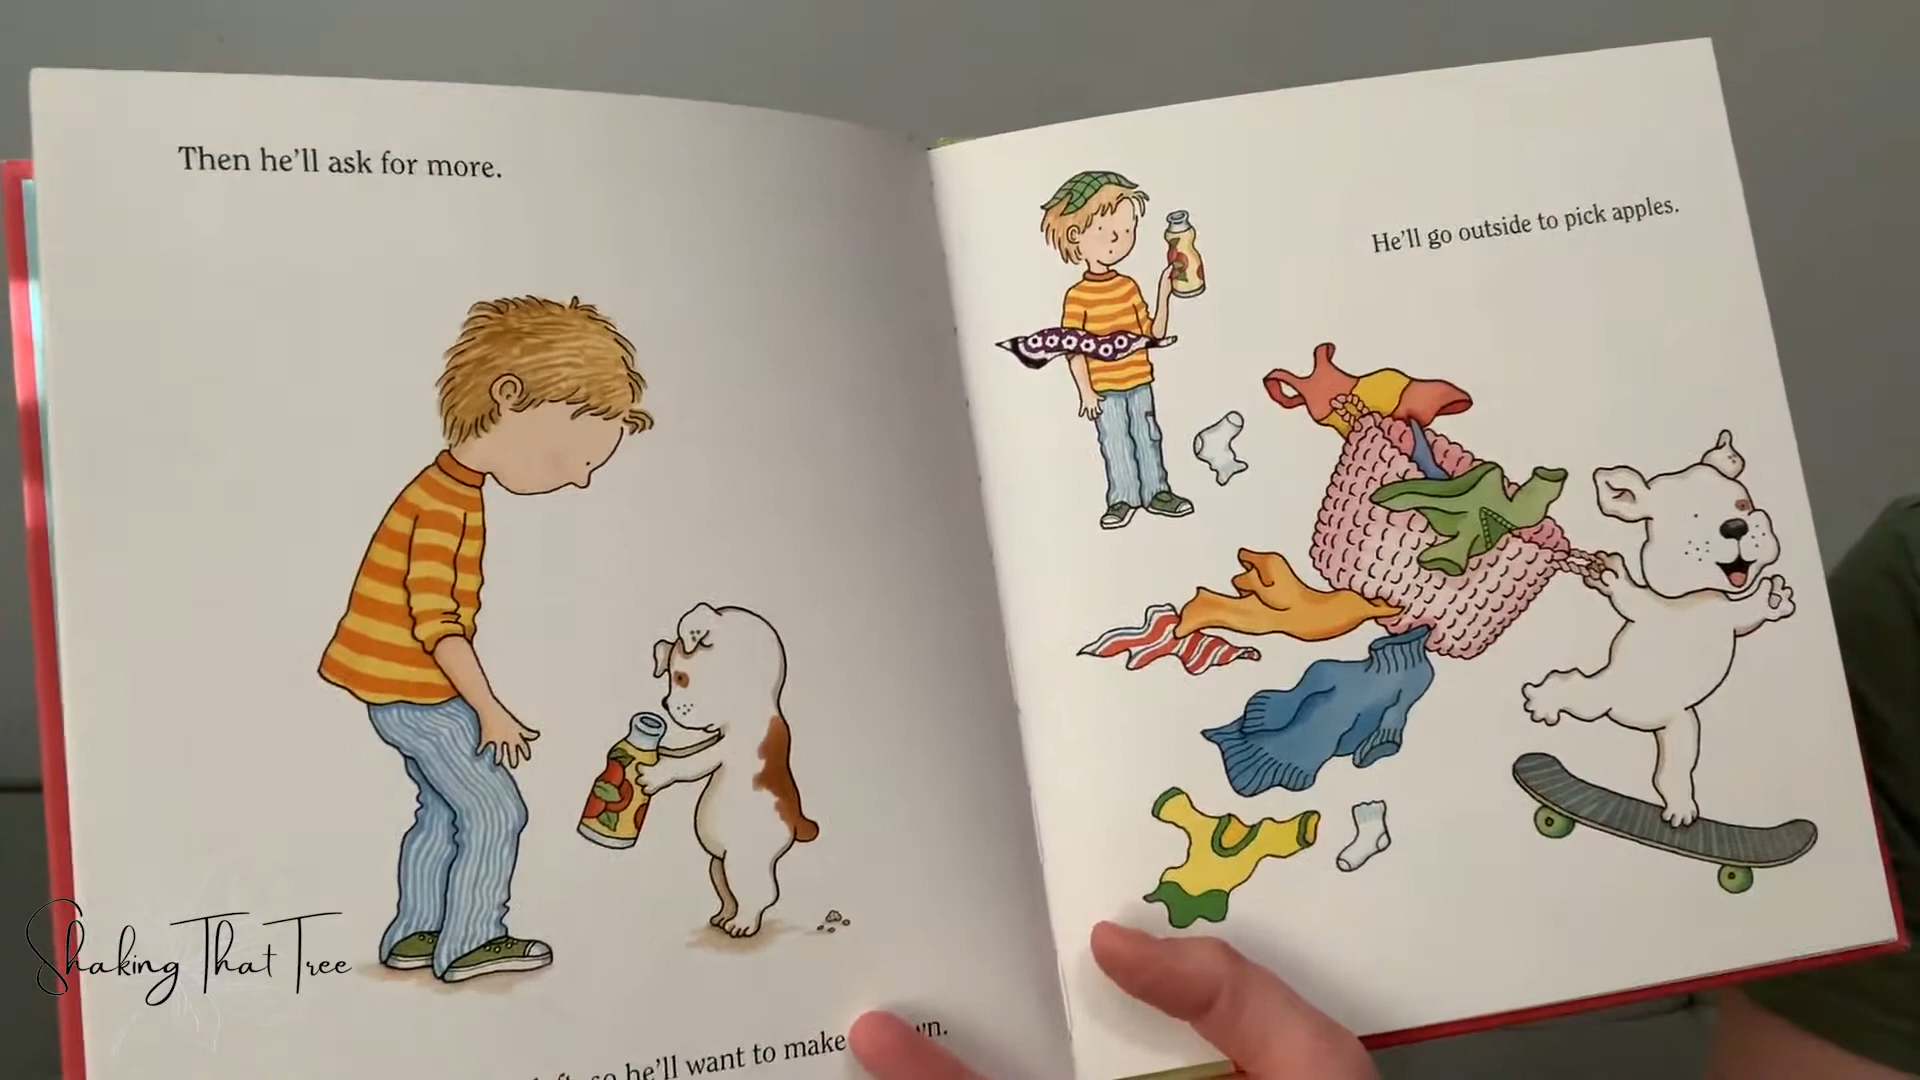 Then he'll ask for more.
he'll want to make
He'll go outside to pick apples.
Shaking That Tree